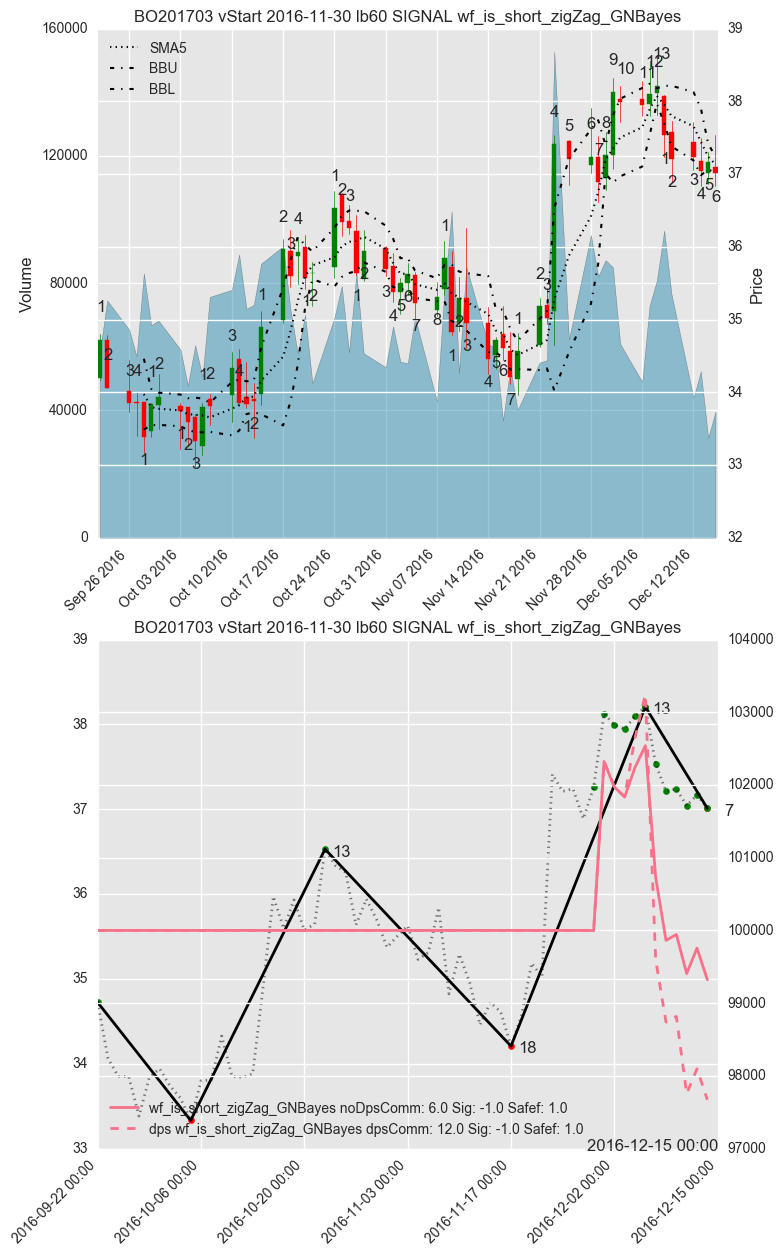 BO201703 vStart 2016-11-30 lb60 SIGNAL wf_is_short_zigZag_GNBayes
SMA5
BBU
BBL
160000
120000
80000
40000
0
Volume
39
38
37
36
35
34
33
32
Price
Sep 26 2016
Oct 03 2016
Oct 10 2016
Oct 17 2016
Oct 24 2016
Oct 31 2016
Nov 07 2016
Nov 14 2016
Nov 21 2016
Nov 28 2016
Dec 05 2016
Dec 12 2016
BO201703 vStart 2016-11-30 lb60 SIGNAL wf_is_short_zigZag_GNBayes
39
38
37
36
35
34
33
104000
103000
102000
101000
100000
99000
98000
97000
13
13
18
7
wf_is_short_zigZag_GNBayes noDpsComm: 6.0 Sig: -1.0 Safef: 1.0
dps wf_is_short_zigZag_GNBayes dpsComm: 12.0 Sig: -1.0 Safef: 1.0
2016-12-15 00:00
2016-09-22 00:00
2016-10-06 00:00
2016-10-20 00:00
2016-11-03 00:00
2016-11-17 00:00
2016-12-02 00:00
2016-12-15 00:00